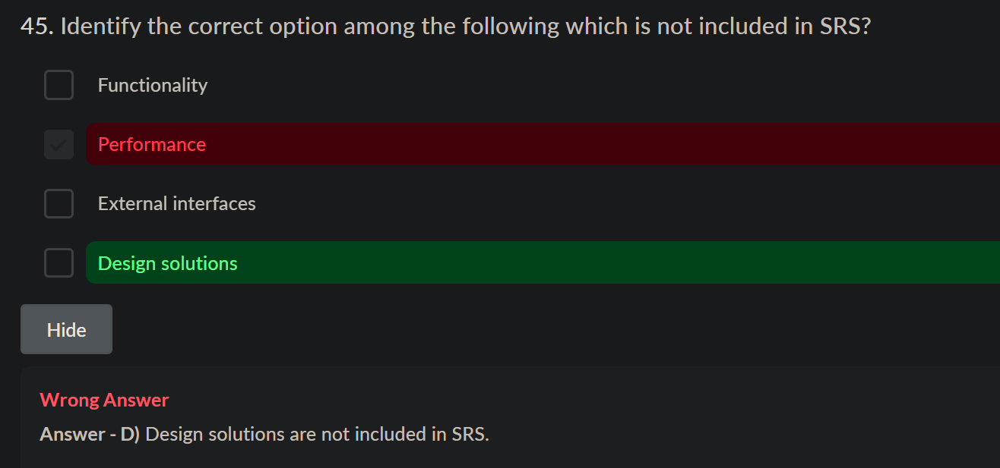 45. Identify the correct option among the following which is not included in SRS?
Functionality
Performance
External interfaces
Design solutions
Hide
Wrong Answer
Answer - D) Design solutions are not included in SRS.